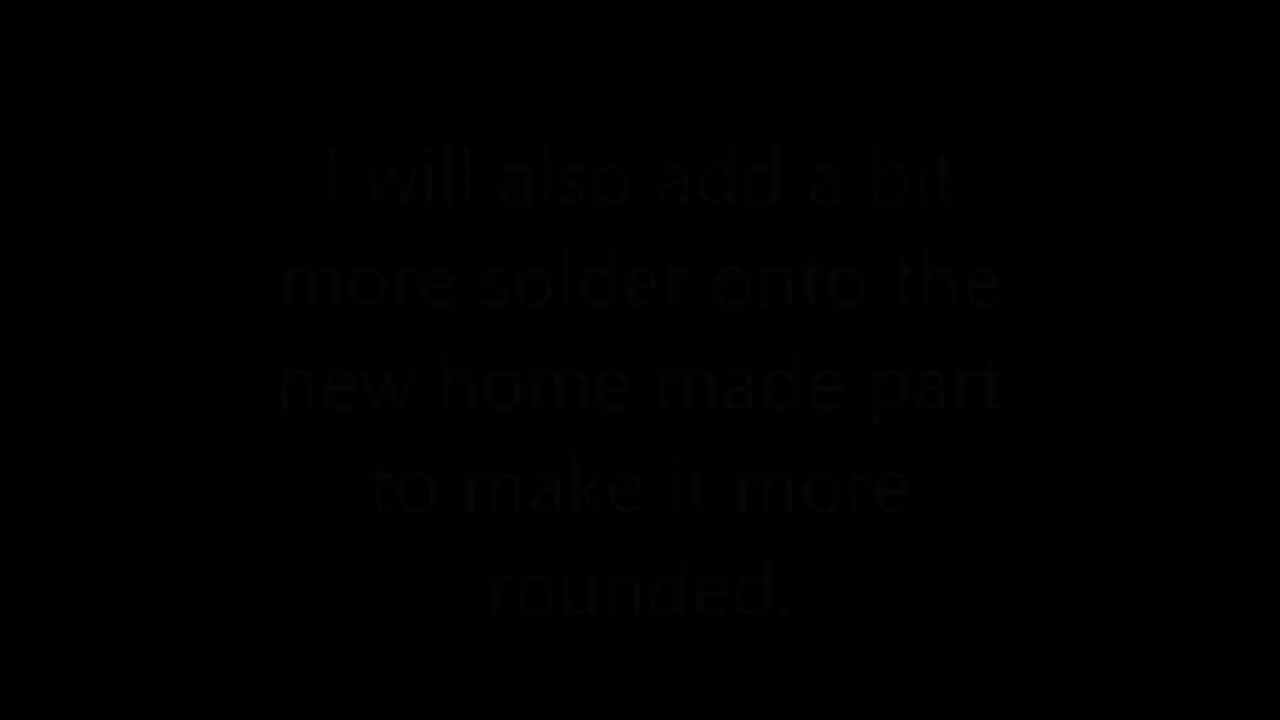 I will also add a bit
more solder onto the
new home made part
to make it more
rounded.